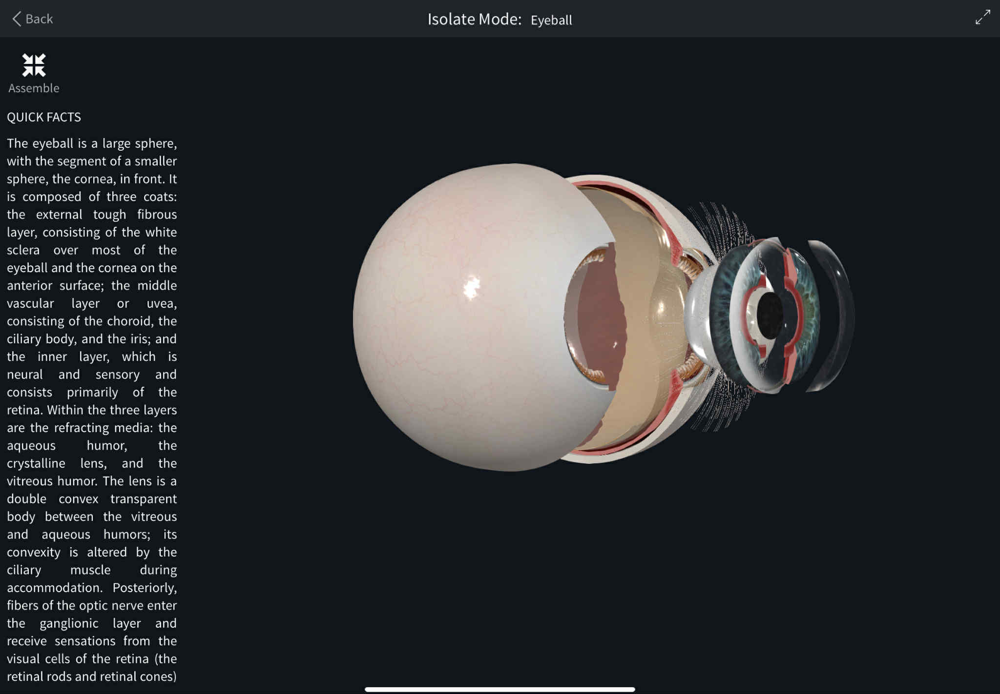 Back
Isolate Mode: Eyeball
Assemble
QUICK FACTS
The eyeball is a large sphere,
with the segment of a smaller
sphere, the cornea, in front. It
is composed of three coats:
the external tough fibrous
layer, consisting of the white
sclera over most of the
eyeball and the cornea on the
anterior surface; the middle
vascular layer or uvea,
consisting of the choroid, the
ciliary body, and the iris; and
the inner layer, which is
neural and sensory and
consists primarily of the
retina. Within the three layers
are the refracting media: the
aqueous humor, the
crystalline lens, and the
vitreous humor. The lens is a
double convex transparent
body between the vitreous
and aqueous humors; its
convexity is altered by the
ciliary muscle during
accommodation. Posteriorly,
fibers of the optic nerve enter
the ganglionic layer and
receive sensations from the
visual cells of the retina (the
retinal rods and retinal cones)